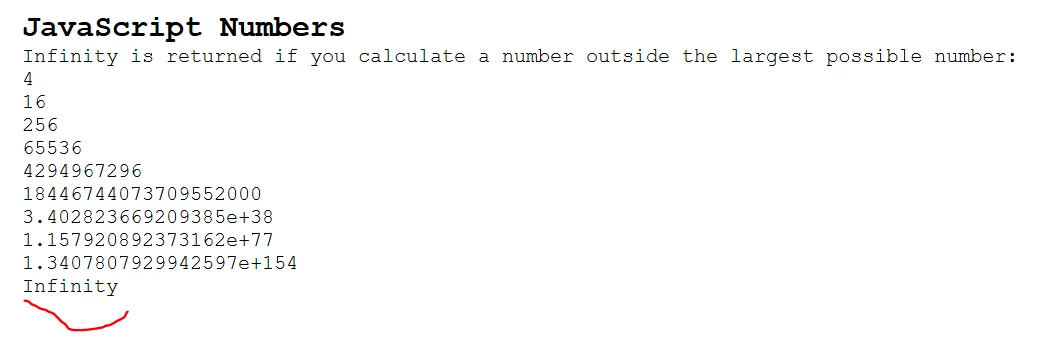 JavaScript Numbers
Infinity is returned if you calculate a number outside the largest possible number:
4
16
256
65536
4294967296
18446744073709552000
3.402823669209385e+38
1.157920892373162e+77
1.3407807929942597e+154
Infinity